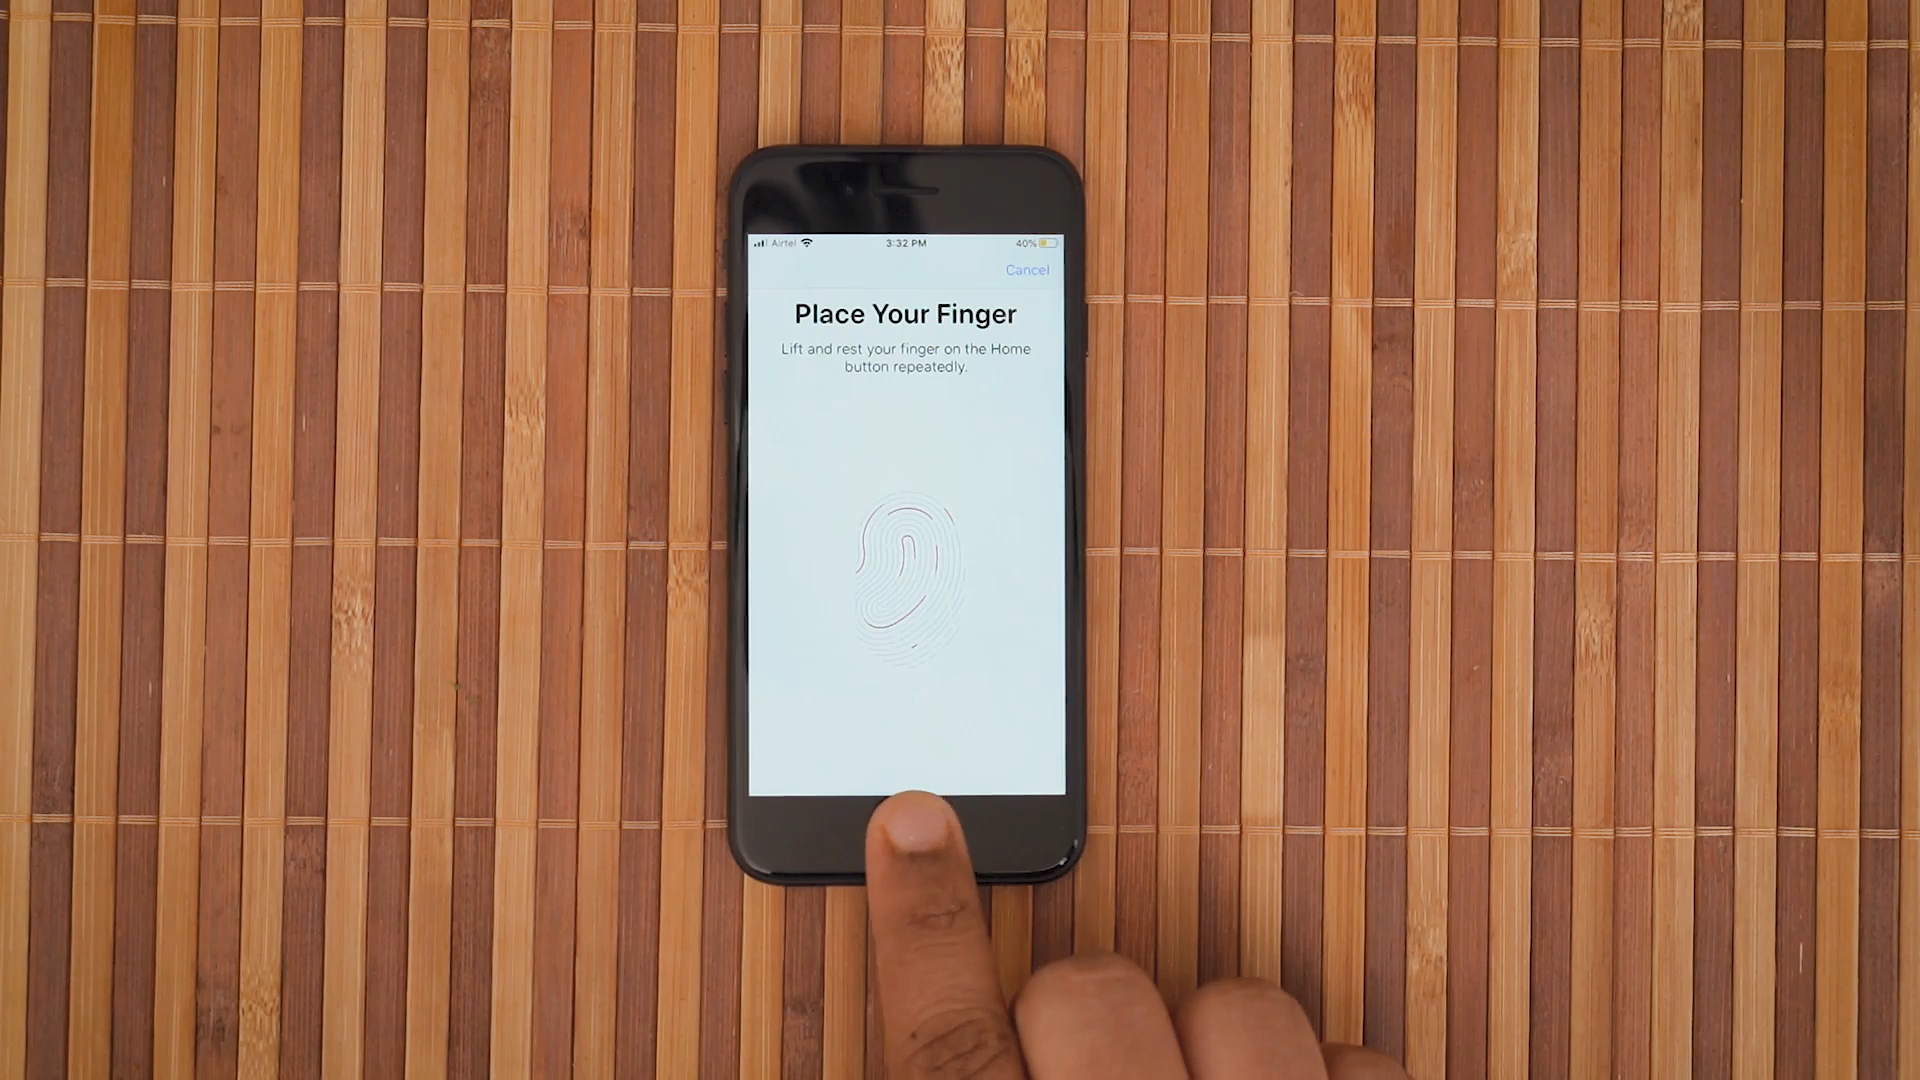 Airtel 3:32 PM 40%
Cancel
Place Your Finger
Lift and rest your finger on the Home
button repeatedly.